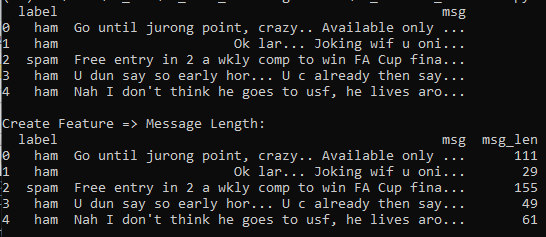 label msg
0 ham Go until jurong point, crazy.. Available only ...
1 ham Ok lar... Joking wif u oni...
2 spam Free entry in 2 a wkly comp to win FA Cup fina...
3 ham U dun say so early hor... U c already then say...
4 ham Nah I don't think he goes to usf, he lives aro...
Create Feature => Message Length:
label msg msg_len
0 ham Go until jurong point, crazy.. Available only ... 111
1 ham Ok lar... Joking wif u oni... 29
2 spam Free entry in 2 a wkly comp to win FA Cup fina... 155
3 ham U dun say so early hor... U c already then say... 49
4 ham Nah I don't think he goes to usf, he lives aro... 61